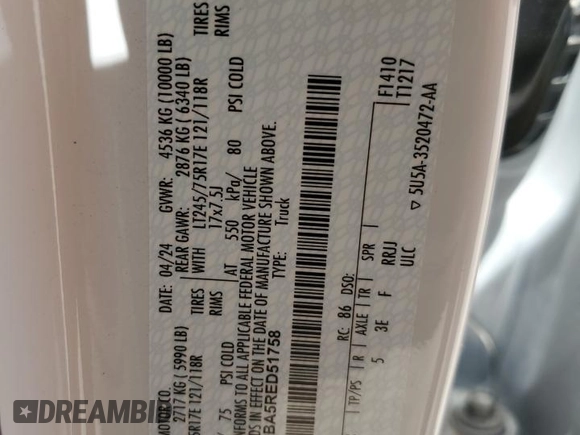 MOTOR CO.
DATE: 04/24 GVWR: 4536 KG (10000 LB)
2717 KG (5990 LB) REAR GAWR: 2876 KG (6340 LB)
5R17E 121/118R TIRES WITH LT245/75R17E 121/118R TIRES
RIMS 17x7.5J RIMS
75 PSI COLD AT 550 kPa/ 80 PSI COLD
TO ALL APPLICABLE FEDERAL MOTOR VEHICLE
DS IN EFFECT ON THE DATE OF MANUFACTURE SHOWN ABOVE.
BA5RED51758 TYPE: Truck
F1410
T1217
RC: 86 DSO:
TP/PS R AXLE TR SPR
5 3E F RRJJ
ULC
5U5A-3520472-AA
DREAMBID.COM